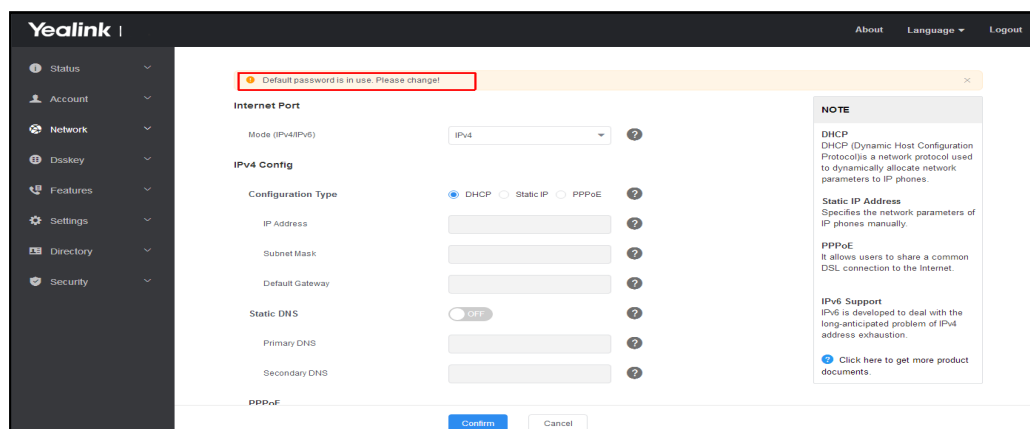 Yealink |
About Language Logout
Status
Account
Network
Dsskey
Features
Settings
Directory
Security
Default password is in use. Please change!
Internet Port
Mode (IPv4/IPv6) IPv4
IPv4 Config
Configuration Type DHCP Static IP PPPoE
IP Address
Subnet Mask
Default Gateway
Static DNS OFF
Primary DNS
Secondary DNS
PPPoE
Confirm Cancel
NOTE
DHCP
DHCP (Dynamic Host Configuration
Protocol)is a network protocol used
to dynamically allocate network
parameters to IP phones.
Static IP Address
Specifies the network parameters of
IP phones manually.
PPPoE
It allows users to share a common
DSL connection to the Internet.
IPv6 Support
IPv6 is developed to deal with the
long-anticipated problem of IPv4
address exhaustion.
Click here to get more product
documents.